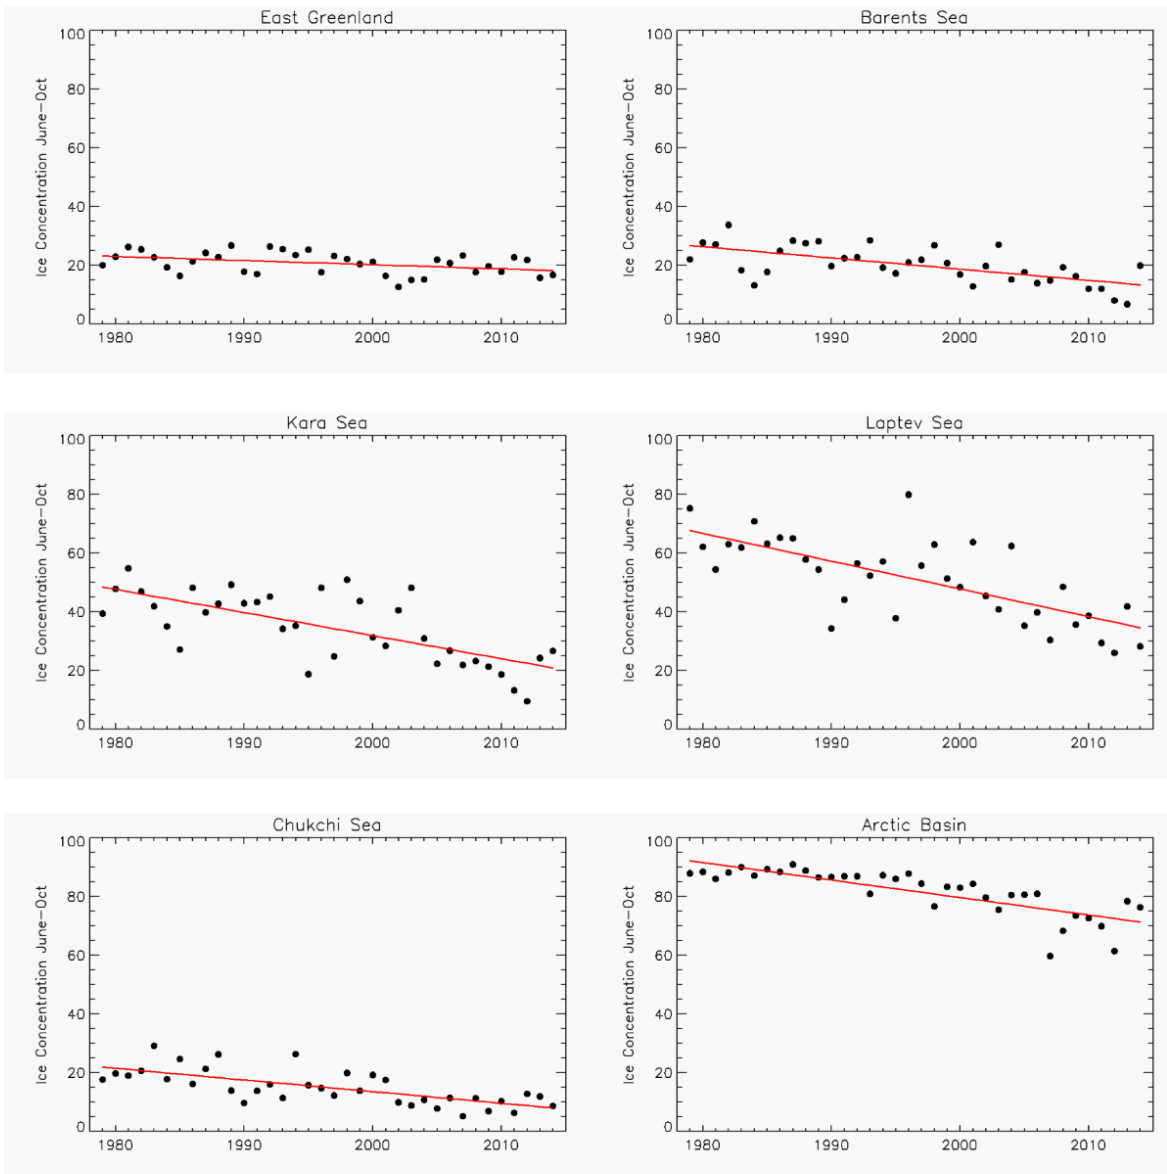 East Greenland
Ice Concentration June-Oct
100
80
60
40
20
0
1980 1990 2000 2010
Barents Sea
Ice Concentration June-Oct
100
80
60
40
20
0
1980 1990 2000 2010
Kara Sea
Ice Concentration June-Oct
100
80
60
40
20
0
1980 1990 2000 2010
Laptev Sea
Ice Concentration June-Oct
100
80
60
40
20
0
1980 1990 2000 2010
Chukchi Sea
Ice Concentration June-Oct
100
80
60
40
20
0
1980 1990 2000 2010
Arctic Basin
Ice Concentration June-Oct
100
80
60
40
20
0
1980 1990 2000 2010